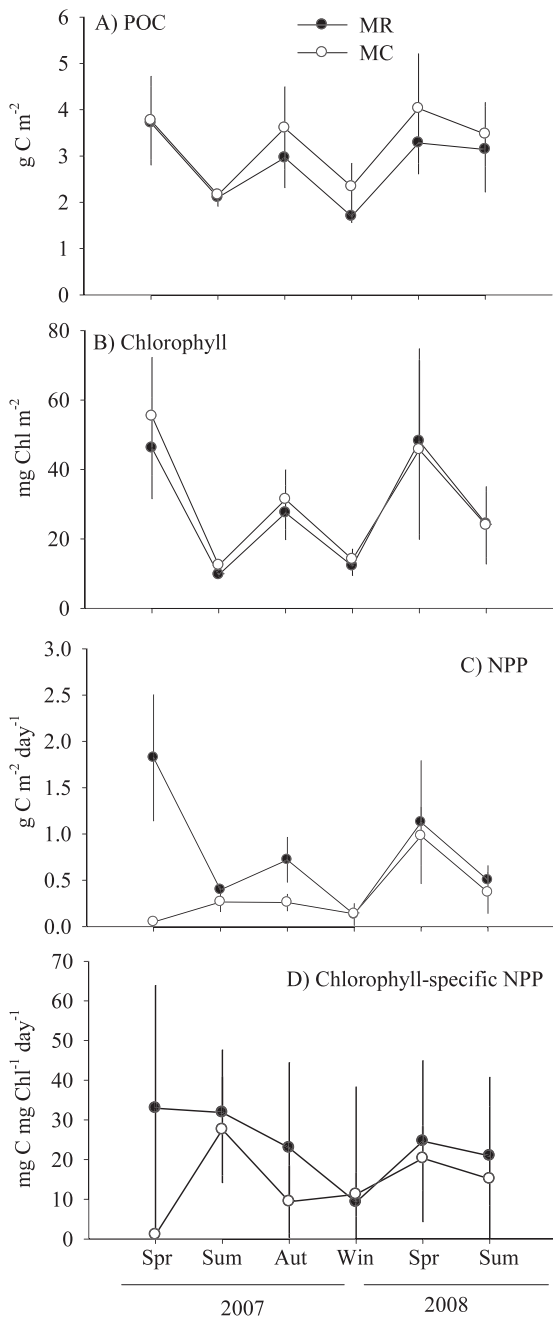 A) POC
MR
MC
6
5
4
3
2
1
0
g C m-2
B) Chlorophyll
80
60
40
20
0
mg Chl m-2
C) NPP
3.0
2.5
2.0
1.5
1.0
0.5
0.0
g C m-2 day-1
D) Chlorophyll-specific NPP
70
60
50
40
30
20
10
0
mg C mg Chl-1 day-1
Spr Sum Aut Win Spr Sum
2007 2008